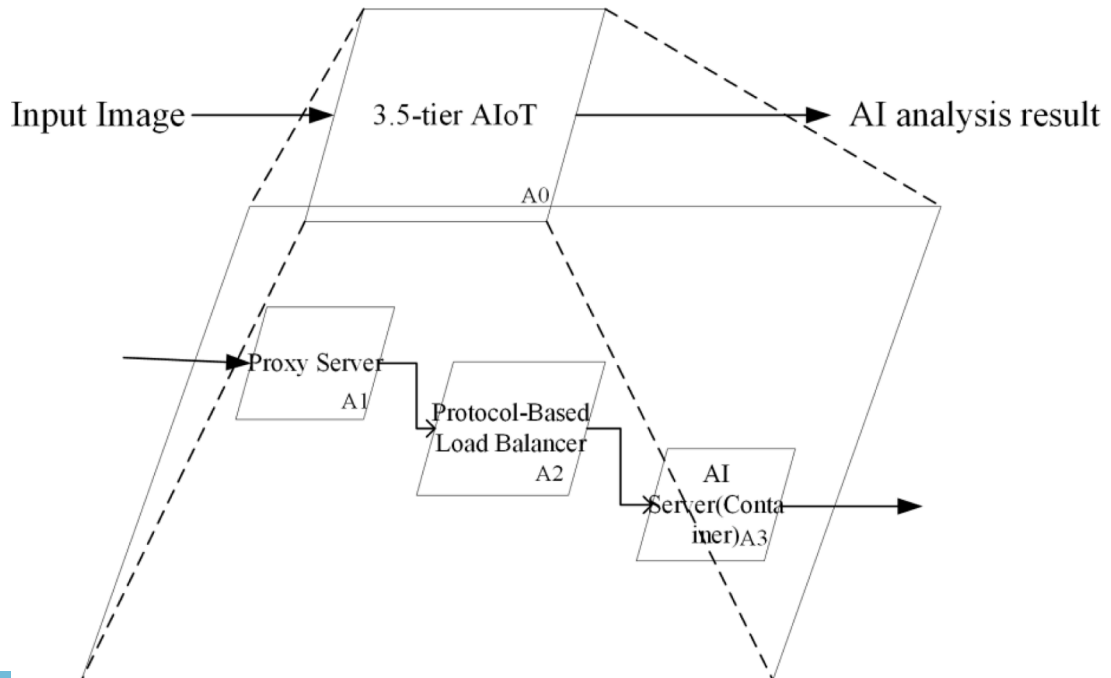 Input Image
3.5-tier AIoT
AI analysis result
A0
Proxy Server
A1
Protocol-Based
Load Balancer
A2
AI
Server(Conta
iner)
A3